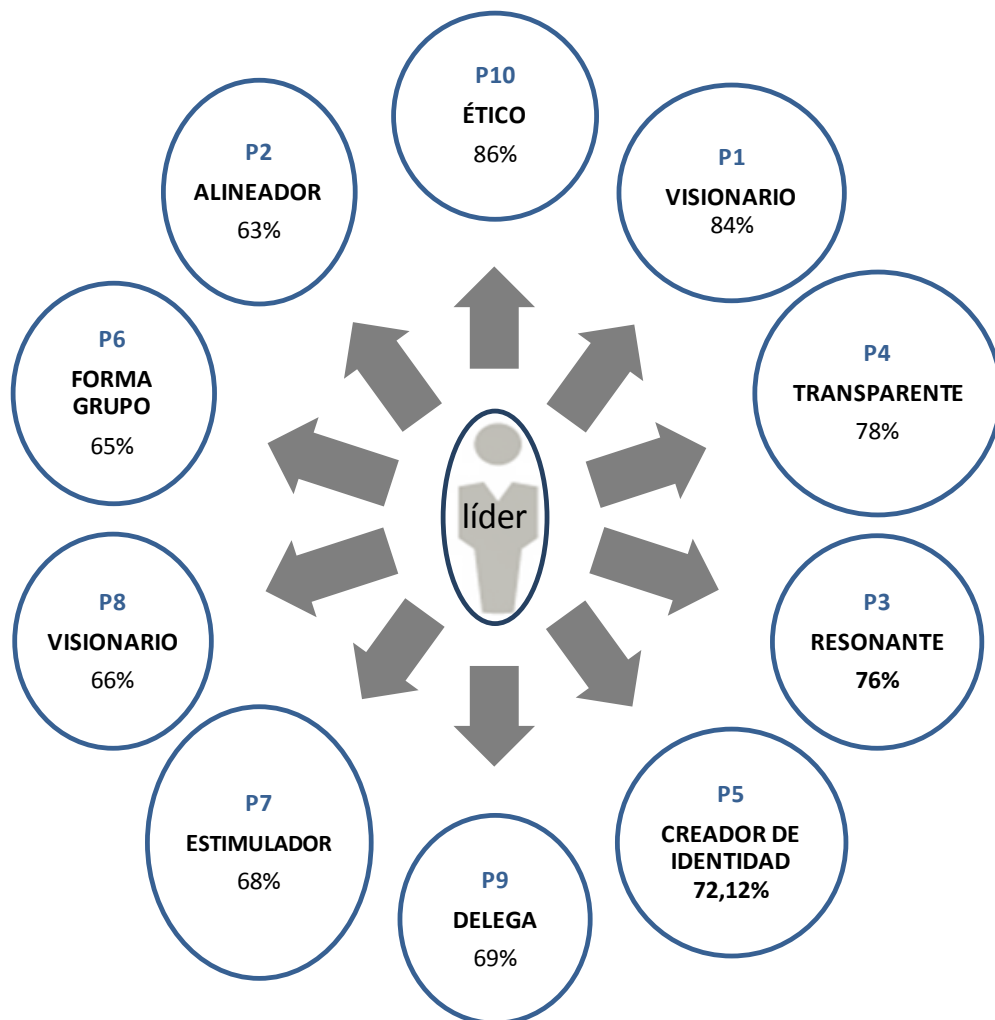 P10
ÉTICO
86%
P1
VISIONARIO
84%
P4
TRANSPARENTE
78%
P3
RESONANTE
76%
P5
CREADOR DE
IDENTIDAD
72,12%
P9
DELEGA
69%
P7
ESTIMULADOR
68%
P8
VISIONARIO
66%
P6
FORMA
GRUPO
65%
P2
ALINEADOR
63%
líder